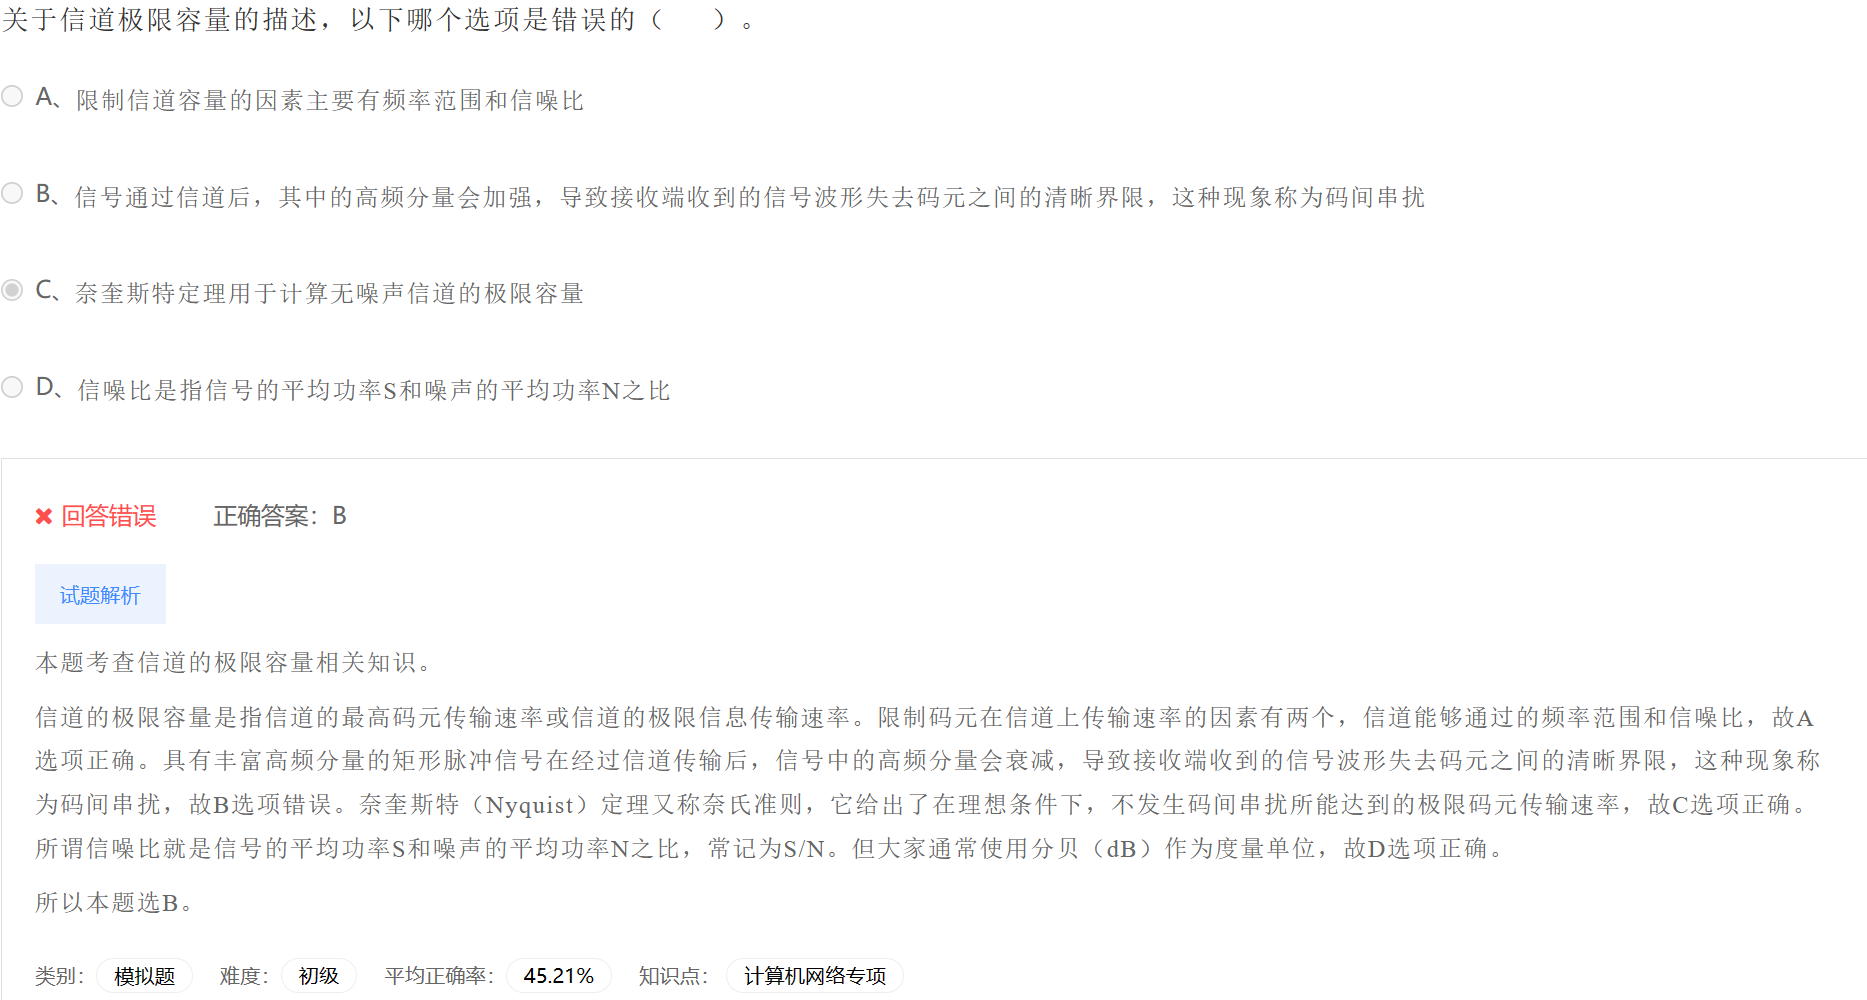 关于信道极限容量的描述，以下哪个选项是错误的（　　）。
A、限制信道容量的因素主要有频率范围和信噪比
B、信号通过信道后，其中的高频分量会加强，导致接收端收到的信号波形失去码元之间的清晰界限，这种现象称为码间串扰
C、奈奎斯特定理用于计算无噪声信道的极限容量
D、信噪比是指信号的平均功率S和噪声的平均功率N之比
回答错误 正确答案：B
试题解析
本题考查信道的极限容量相关知识。
信道的极限容量是指信道的最高码元传输速率或信道的极限信息传输速率。限制码元在信道上传输速率的因素有两个，信道能够通过的频率范围和信噪比，故A
选项正确。具有丰富高频分量的矩形脉冲信号在经过信道传输后，信号中的高频分量会衰减，导致接收端收到的信号波形失去码元之间的清晰界限，这种现象称
为码间串扰，故B选项错误。奈奎斯特（Nyquist）定理又称奈氏准则，它给出了在理想条件下，不发生码间串扰所能达到的极限码元传输速率，故C选项正确。
所谓信噪比就是信号的平均功率S和噪声的平均功率N之比，常记为S/N。但大家通常使用分贝（dB）作为度量单位，故D选项正确。
所以本题选B。
类别： 模拟题 难度： 初级 平均正确率： 45.21% 知识点： 计算机网络专项